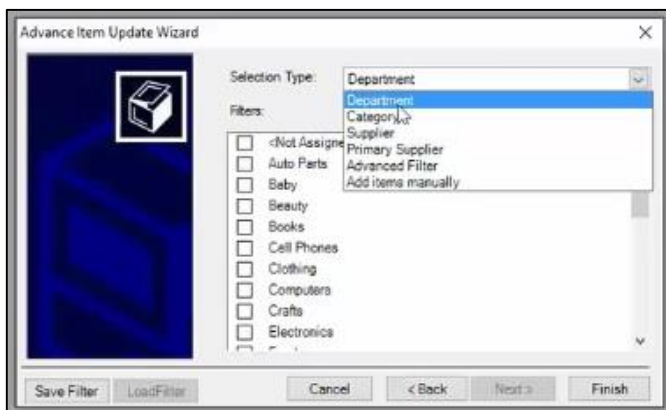 Advance Item Update Wizard
Selection Type: Department
Department
Category
Supplier
Primary Supplier
Advanced Filter
Add items manually
Filters:
<Not Assigne
Auto Parts
Baby
Beauty
Books
Cell Phones
Clothing
Computers
Crafts
Electronics
Save Filter LoadFilter Cancel < Back Next > Finish